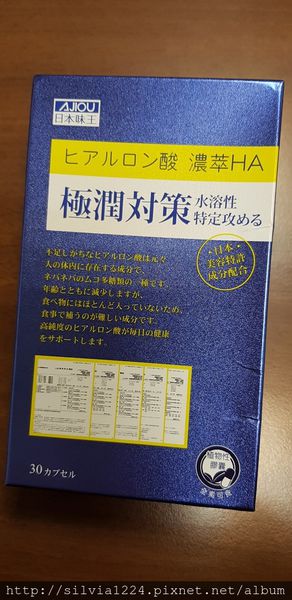 AJIOU
日本味王
ヒアルロン酸 濃萃HA
極潤対策
水溶性
特定攻める
日本・
美容特許
成分配合
不足しがちなヒアルロン酸は元々
人の体内に存在する成分で、
ネバネバのムコ多糖類の一種です。
年齢とともに減少しますが、
食べ物にはほとんど入っていないため、
食事で補うのが難しい成分です。
高純度のヒアルロン酸が毎日の健康
をサポートします。
30カプセル
植物性
膠囊
全素可食
http://silvia1224.pixnet.net/album